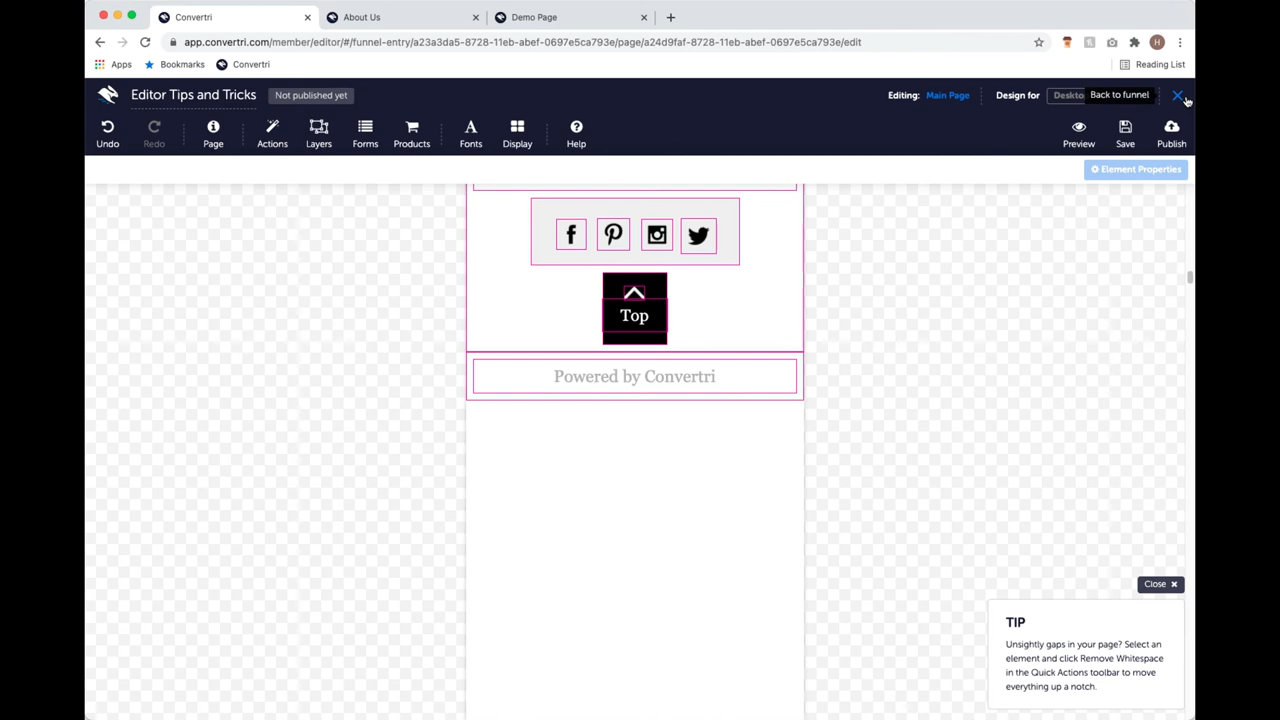 Convertri
About Us
Demo Page
app.convertri.com/member/editor/#/funnel-entry/a23a3da5-8728-11eb-abef-0697e5ca793e/page/a24d9faf-8728-11eb-abef-0697e5ca793e/edit
H
Apps
Bookmarks
Convertri
Reading List
Editor Tips and Tricks
Not published yet
Editing: Main Page
Design for
Deskto
Back to funnel
Undo
Redo
Page
Actions
Layers
Forms
Products
Fonts
Display
Help
Preview
Save
Publish
Element Properties
Top
Powered by Convertri
Close
TIP
Unsightly gaps in your page? Select an
element and click Remove Whitespace
in the Quick Actions toolbar to move
everything up a notch.